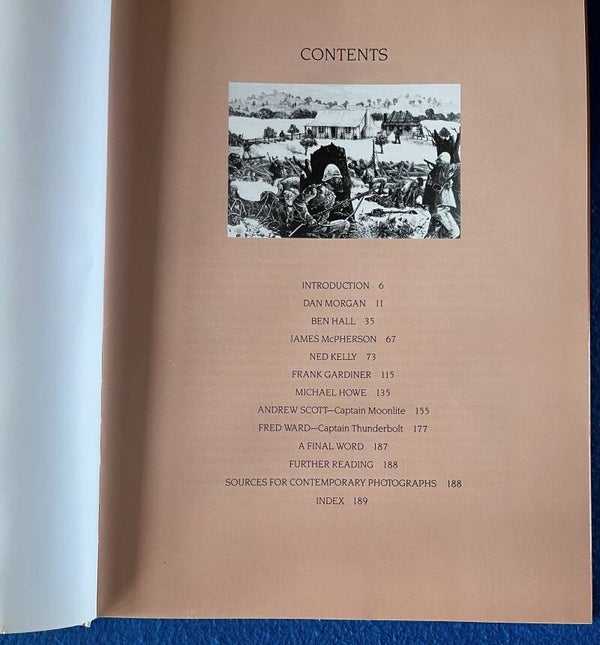 CONTENTS
INTRODUCTION 6
DAN MORGAN 11
BEN HALL 35
JAMES McPHERSON 67
NED KELLY 73
FRANK GARDINER 115
MICHAEL HOWE 135
ANDREW SCOTT—Captain Moonlite 155
FRED WARD—Captain Thunderbolt 177
A FINAL WORD 187
FURTHER READING 188
SOURCES FOR CONTEMPORARY PHOTOGRAPHS 188
INDEX 189